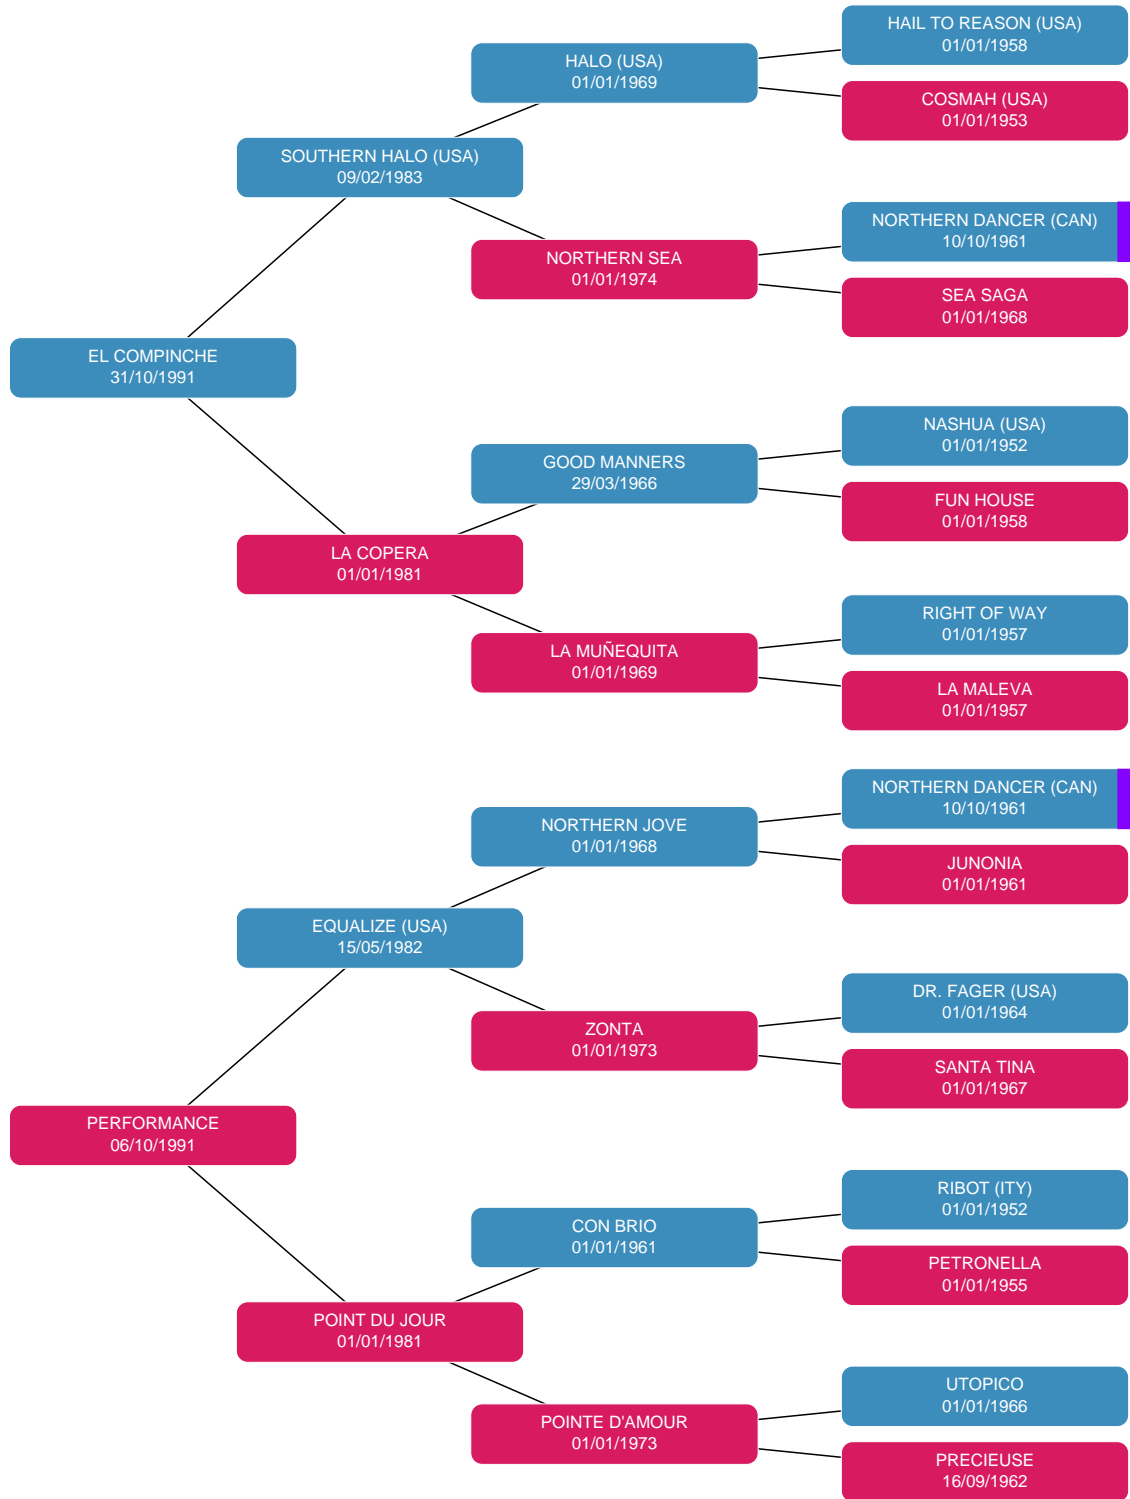 HAIL TO REASON (USA)
01/01/1958
HALO (USA)
01/01/1969
COSMAH (USA)
01/01/1953
SOUTHERN HALO (USA)
09/02/1983
NORTHERN DANCER (CAN)
10/10/1961
NORTHERN SEA
01/01/1974
SEA SAGA
01/01/1968
EL COMPINCHE
31/10/1991
NASHUA (USA)
01/01/1952
GOOD MANNERS
29/03/1966
FUN HOUSE
01/01/1958
LA COPERA
01/01/1981
RIGHT OF WAY
01/01/1957
LA MUÑEQUITA
01/01/1969
LA MALEVA
01/01/1957
NORTHERN DANCER (CAN)
10/10/1961
NORTHERN JOVE
01/01/1968
JUNONIA
01/01/1961
EQUALIZE (USA)
15/05/1982
DR. FAGER (USA)
01/01/1964
ZONTA
01/01/1973
SANTA TINA
01/01/1967
PERFORMANCE
06/10/1991
RIBOT (ITY)
01/01/1952
CON BRIO
01/01/1961
PETRONELLA
01/01/1955
POINT DU JOUR
01/01/1981
UTOPICO
01/01/1966
POINTE D'AMOUR
01/01/1973
PRECIEUSE
16/09/1962